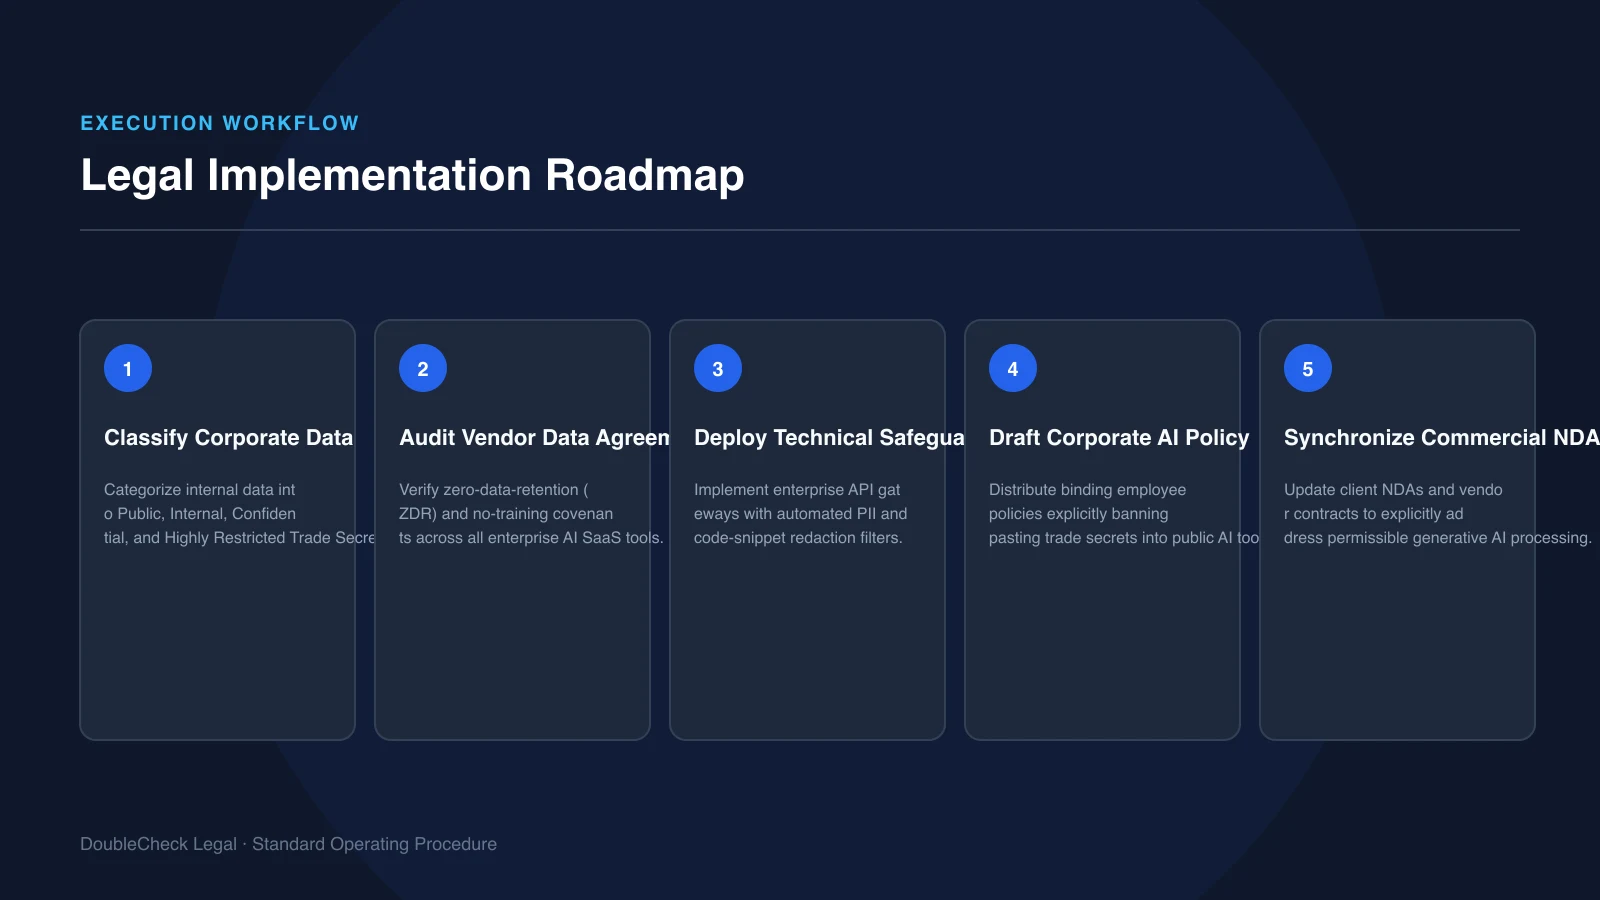 EXECUTION WORKFLOW
Legal Implementation Roadmap
1
Classify Corporate Data
Categorize internal data int
o Public, Internal, Confiden
tial, and Highly Restricted Trade Secre
2
Audit Vendor Data Agreem
Verify zero-data-retention (
ZDR) and no-training covenan
ts across all enterprise AI SaaS tools.
3
Deploy Technical Safegua
Implement enterprise API gat
eways with automated PII and
code-snippet redaction filters.
4
Draft Corporate AI Policy
Distribute binding employee
policies explicitly banning
pasting trade secrets into public AI too
5
Synchronize Commercial NDA
Update client NDAs and vendo
r contracts to explicitly ad
dress permissible generative AI processing.
DoubleCheck Legal · Standard Operating Procedure